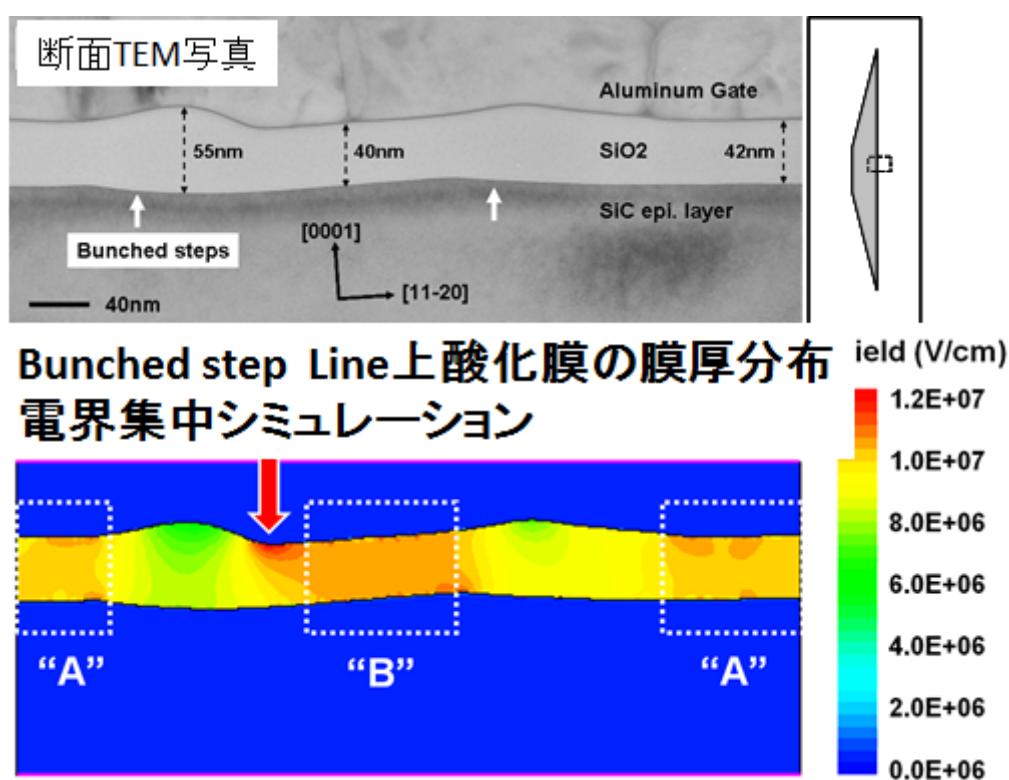 断面TEM写真
Aluminum Gate
55nm
40nm
SiO2
42nm
SiC epi. layer
Bunched steps
[0001]
[11-20]
40nm
Bunched step Line上酸化膜の膜厚分布
電界集中シミュレーション
ield (V/cm)
1.2E+07
1.0E+07
8.0E+06
6.0E+06
4.0E+06
2.0E+06
0.0E+06
“A”
“B”
“A”